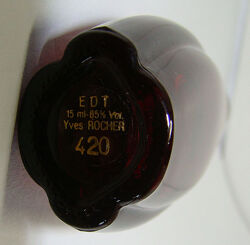 EDT
15 ml-85% Vol.
Yves ROCHER
420